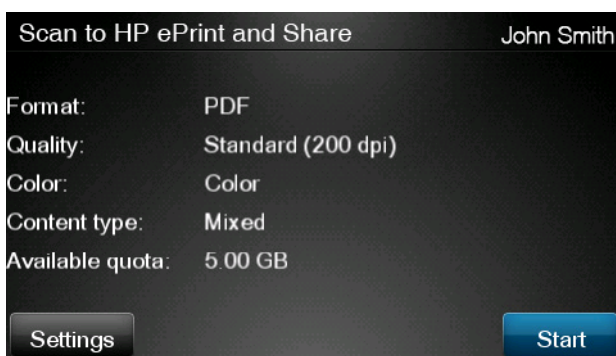 Scan to HP ePrint and Share John Smith
Format: PDF
Quality: Standard (200 dpi)
Color: Color
Content type: Mixed
Available quota: 5.00 GB
Settings Start